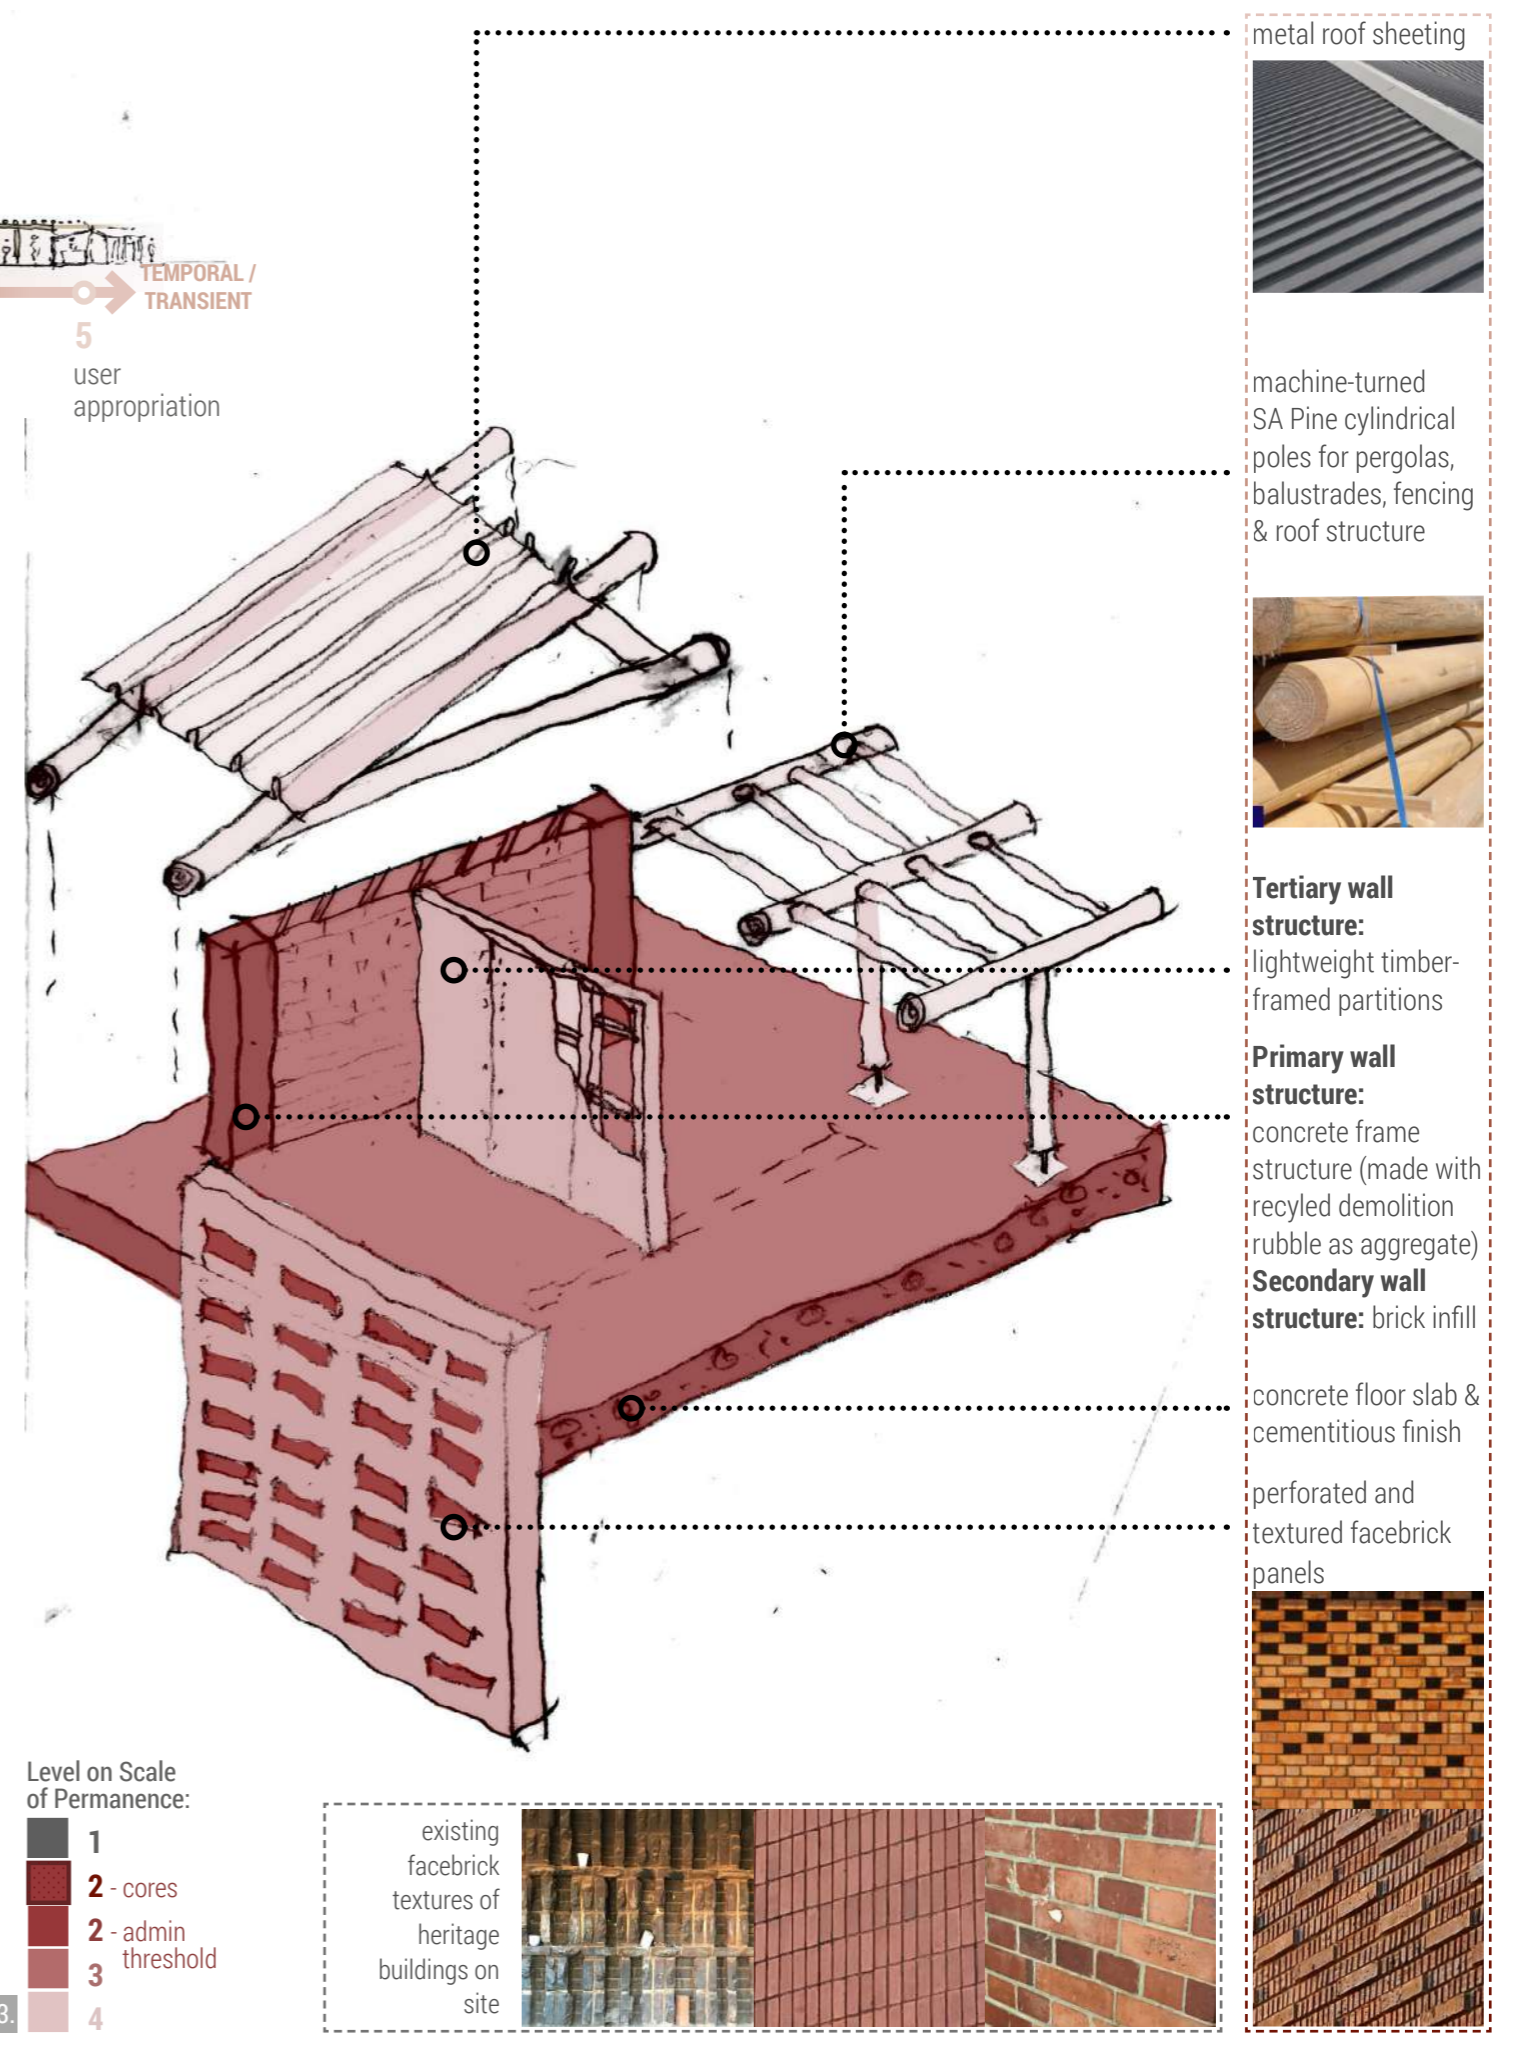 metal roof sheeting
TEMPORAL /
TRANSIENT
5
user
appropriation
machine-turned
SA Pine cylindrical
poles for pergolas,
balustrades, fencing
& roof structure
Tertiary wall
structure:
lightweight timber-
framed partitions
Primary wall
structure:
concrete frame
structure (made with
recyled demolition
rubble as aggregate)
Secondary wall
structure: brick infill
concrete floor slab &
cementitious finish
perforated and
textured facebrick
panels
Level on Scale
of Permanence:
1
2 - cores
2 - admin
threshold
3
4
3.
existing
facebrick
textures of
heritage
buildings on
site